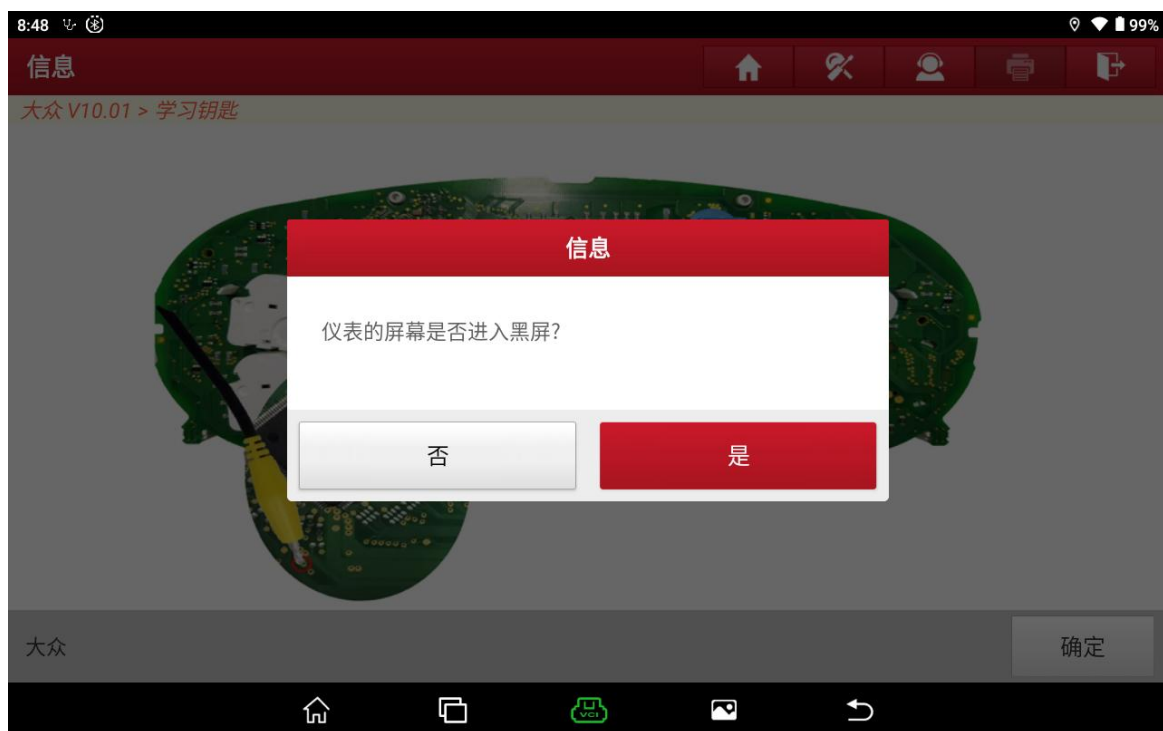 8:48
99%
信息
大众 V10.01 > 学习钥匙
信息
仪表的屏幕是否进入黑屏?
否
是
大众
确定
VCI